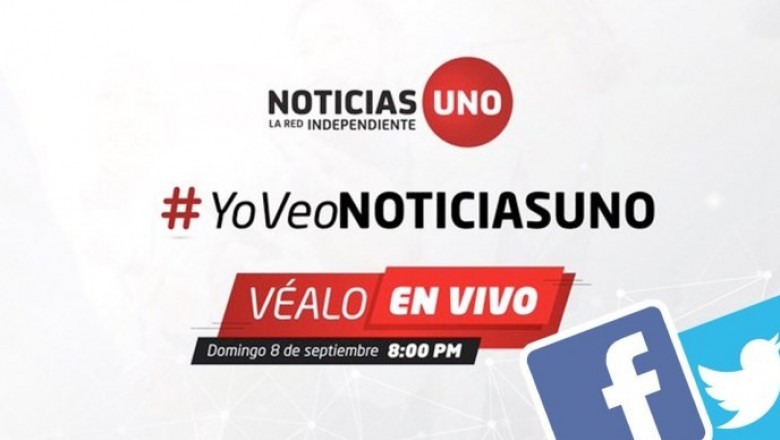 NOTICIAS UNO
LA RED INDEPENDIENTE
#YoVeoNOTICIASUNO
VÉALO EN VIVO
Domingo 8 de septiembre 8:00 PM
f